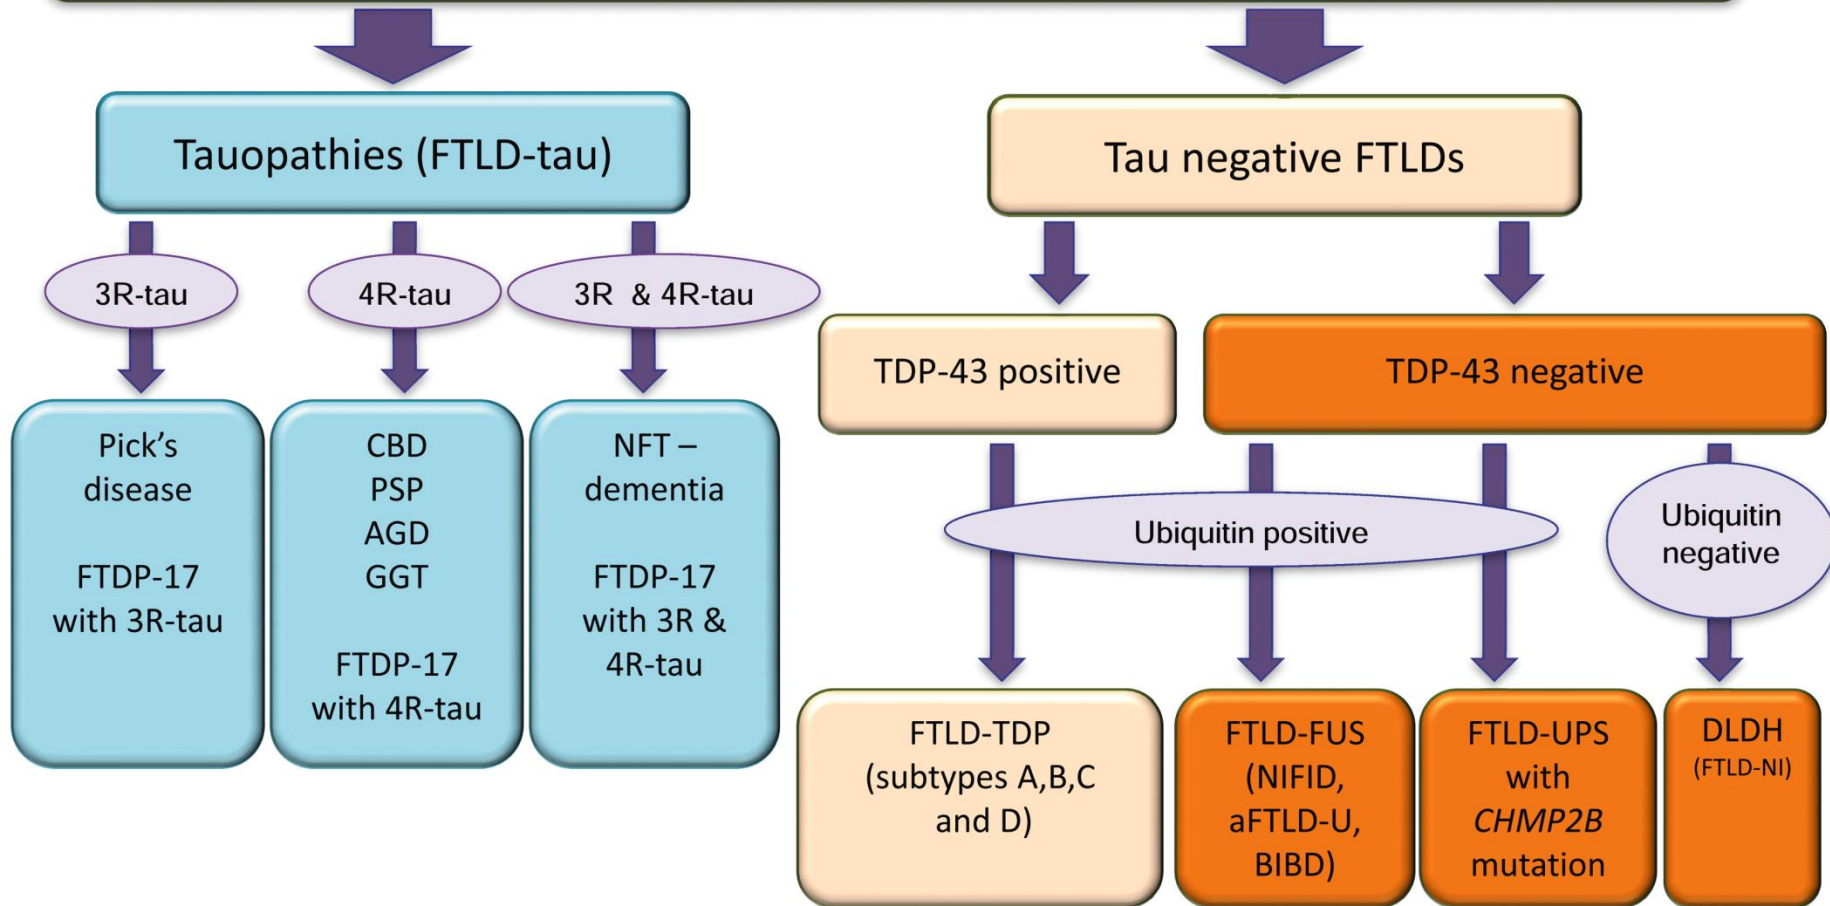 Tauopathies (FTLD-tau)
Tau negative FTLDs
3R-tau
4R-tau
3R & 4R-tau
TDP-43 positive
TDP-43 negative
Pick’s
disease
FTDP-17
with 3R-tau
CBD
PSP
AGD
GGT
FTDP-17
with 4R-tau
NFT –
dementia
FTDP-17
with 3R &
4R-tau
Ubiquitin positive
Ubiquitin
negative
FTLD-TDP
(subtypes A,B,C
and D)
FTLD-FUS
(NIFID,
aFTLD-U,
BIBD)
FTLD-UPS
with
CHMP2B
mutation
DLDH
(FTLD-NI)